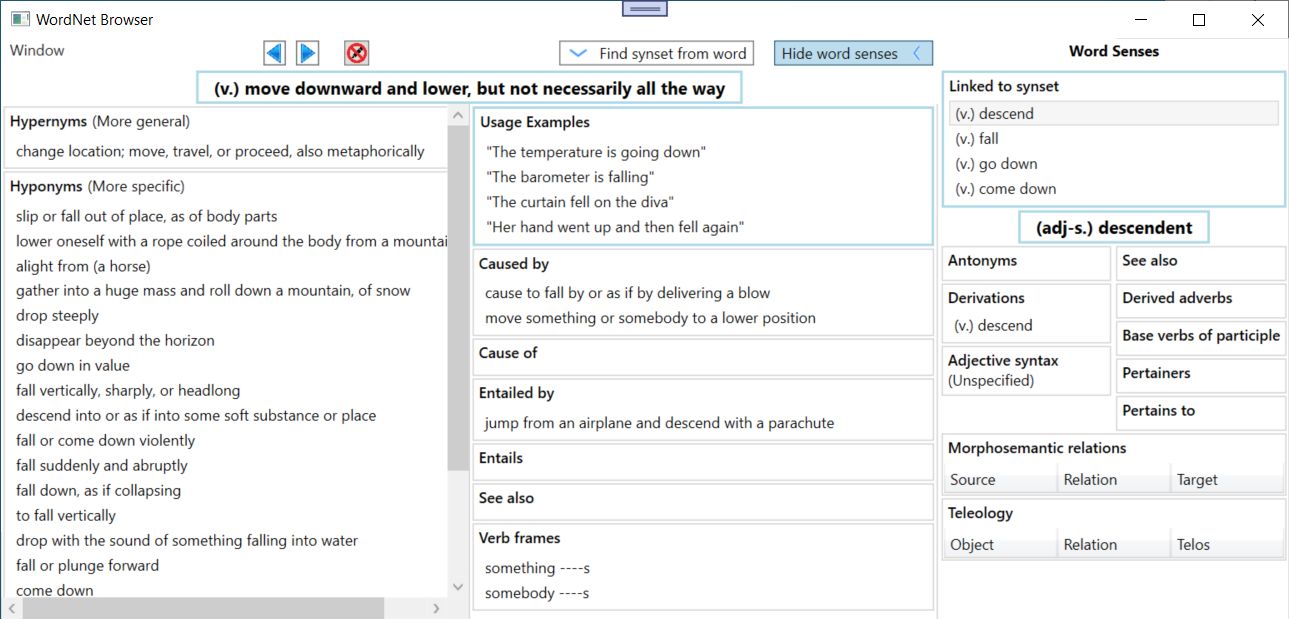 WordNet Browser
Window
Find synset from word
Hide word senses
(v.) move downward and lower, but not necessarily all the way
Hypernyms (More general)
change location; move, travel, or proceed, also metaphorically
Hyponyms (More specific)
slip or fall out of place, as of body parts
lower oneself with a rope coiled around the body from a mountai
alight from (a horse)
gather into a huge mass and roll down a mountain, of snow
drop steeply
disappear beyond the horizon
go down in value
fall vertically, sharply, or headlong
descend into or as if into some soft substance or place
fall or come down violently
fall suddenly and abruptly
fall down, as if collapsing
to fall vertically
drop with the sound of something falling into water
fall or plunge forward
come down
Usage Examples
"The temperature is going down"
"The barometer is falling"
"The curtain fell on the diva"
"Her hand went up and then fell again"
Caused by
cause to fall by or as if by delivering a blow
move something or somebody to a lower position
Cause of
Entailed by
jump from an airplane and descend with a parachute
Entails
See also
Verb frames
something ----s
somebody ----s
Word Senses
Linked to synset
(v.) descend
(v.) fall
(v.) go down
(v.) come down
(adj-s.) descendent
Antonyms
Derivations
(v.) descend
Adjective syntax
(Unspecified)
See also
Derived adverbs
Base verbs of participle
Pertainers
Pertains to
Morphosemantic relations
Source Relation Target
Teleology
Object Relation Telos